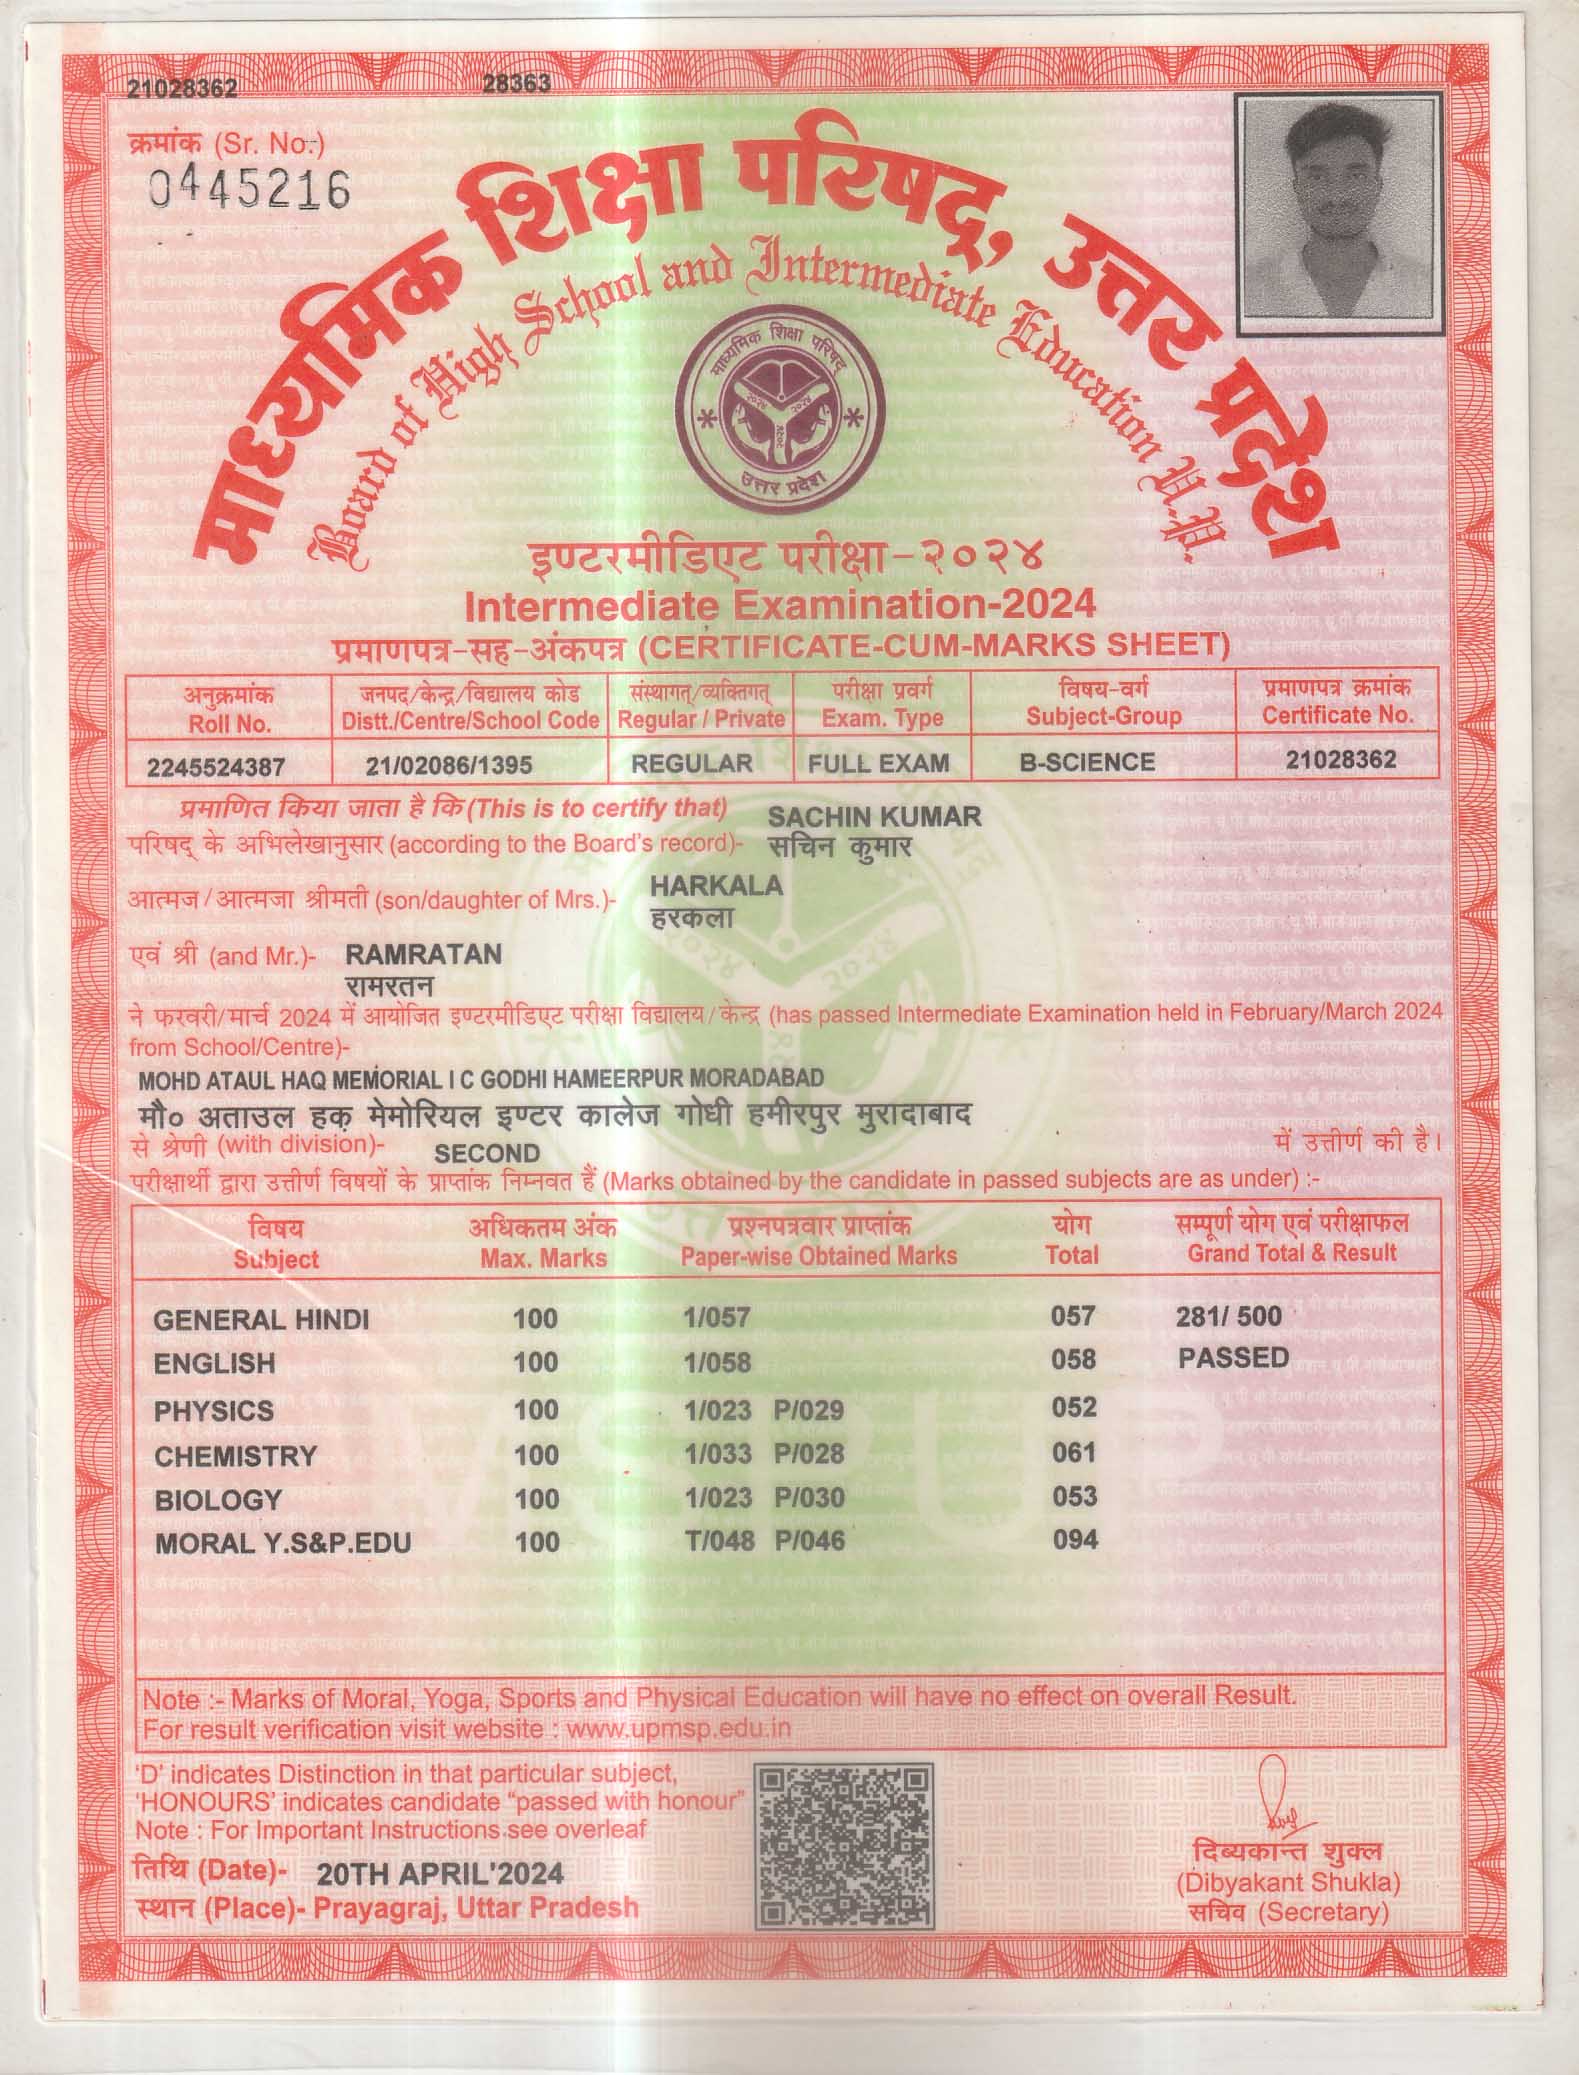 21028362 28363
क्रमांक (Sr. No.)
0445216
माध्यमिक शिक्षा परिषद्, उत्तर प्रदेश
Board of High School and Intermediate Education U.P.
माध्यमिक शिक्षा परिषद्
उत्तर प्रदेश
इण्टरमीडिएट परीक्षा-२०२४
Intermediate Examination-2024
प्रमाणपत्र-सह-अंकपत्र (CERTIFICATE-CUM-MARKS SHEET)
अनुक्रमांक जनपद/केन्द्र/विद्यालय कोड संस्थागत्/व्यक्तिगत् परीक्षा प्रवर्ग विषय-वर्ग प्रमाणपत्र क्रमांक
Roll No. Distt./Centre/School Code Regular / Private Exam. Type Subject-Group Certificate No.
2245524387 21/02086/1395 REGULAR FULL EXAM B-SCIENCE 21028362
प्रमाणित किया जाता है कि (This is to certify that) SACHIN KUMAR
परिषद् के अभिलेखानुसार (according to the Board's record)- सचिन कुमार
HARKALA
आत्मज/आत्मजा श्रीमती (son/daughter of Mrs.)- हरकला
एवं श्री (and Mr.)- RAMRATAN
रामरतन
ने फरवरी/मार्च 2024 में आयोजित इण्टरमीडिएट परीक्षा विद्यालय/केन्द्र (has passed Intermediate Examination held in February/March 2024
from School/Centre)-
MOHD ATAUL HAQ MEMORIAL I C GODHI HAMEERPUR MORADABAD
मौ० अताउल हक़ मेमोरियल इण्टर कालेज गोधी हमीरपुर मुरादाबाद
से श्रेणी (with division)- SECOND में उत्तीर्ण की है।
परीक्षार्थी द्वारा उत्तीर्ण विषयों के प्राप्तांक निम्नवत हैं (Marks obtained by the candidate in passed subjects are as under) :-
विषय अधिकतम अंक प्रश्नपत्रवार प्राप्तांक योग सम्पूर्ण योग एवं परीक्षाफल
Subject Max. Marks Paper-wise Obtained Marks Total Grand Total & Result
GENERAL HINDI 100 1/057 057 281/ 500
ENGLISH 100 1/058 058 PASSED
PHYSICS 100 1/023 P/029 052
CHEMISTRY 100 1/033 P/028 061
BIOLOGY 100 1/023 P/030 053
MORAL Y.S&P.EDU 100 T/048 P/046 094
Note :- Marks of Moral, Yoga, Sports and Physical Education will have no effect on overall Result.
For result verification visit website : www.upmsp.edu.in
'D' indicates Distinction in that particular subject,
'HONOURS' indicates candidate "passed with honour"
Note : For Important Instructions see overleaf
तिथि (Date)- 20TH APRIL'2024
स्थान (Place)- Prayagraj, Uttar Pradesh
दिब्यकान्त शुक्ल
(Dibyakant Shukla)
सचिव (Secretary)